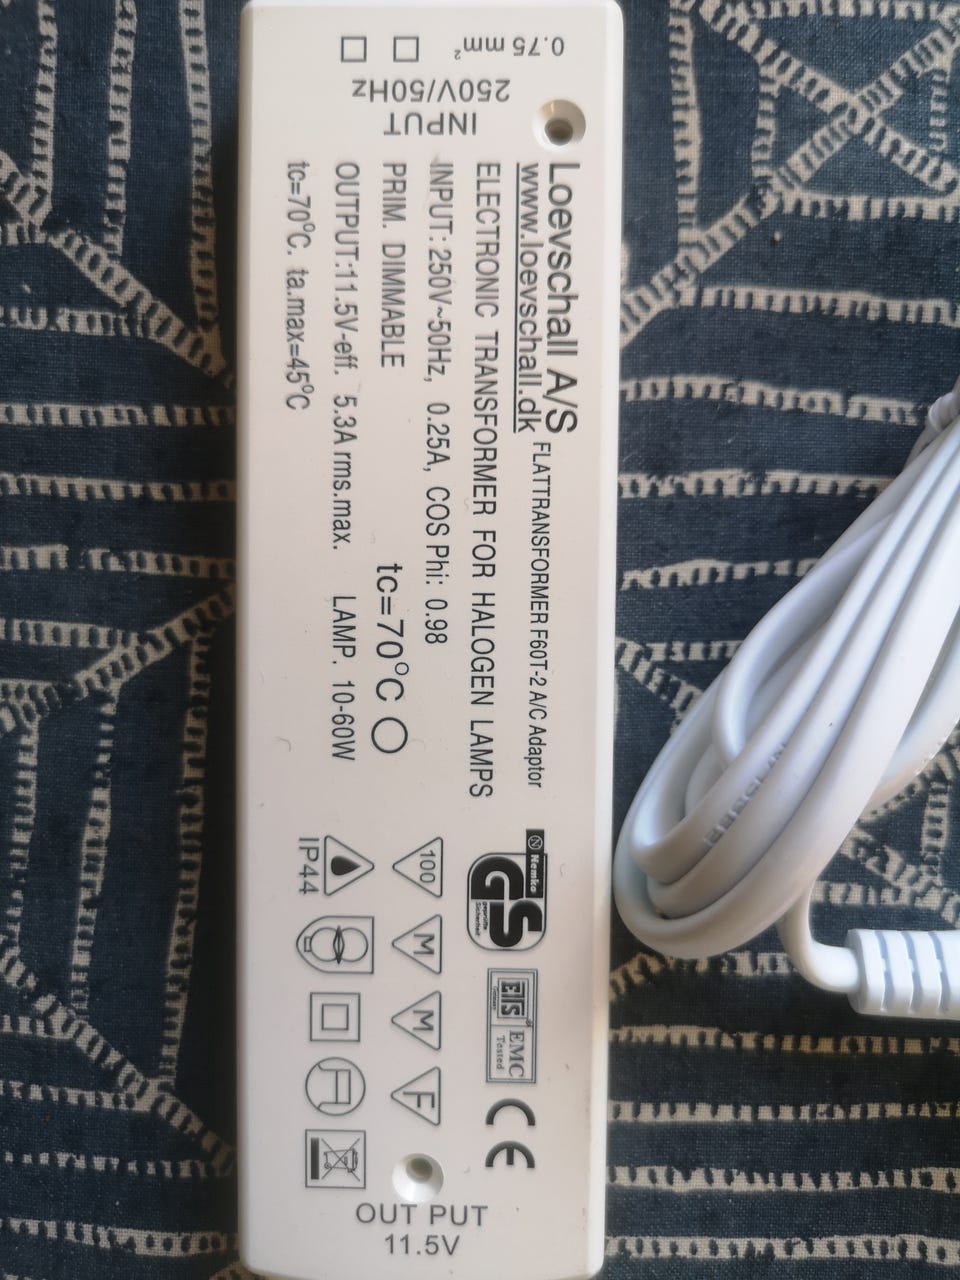 INPUT
250V/50Hz
0.75 mm²
Loevschall A/S
www.loevschall.dk
FLATTRANSFORMER F60T-2 A/C Adaptor
ELECTRONIC TRANSFORMER FOR HALOGEN LAMPS
INPUT: 250V~50Hz, 0.25A, COS Phi: 0.98
PRIM. DIMMABLE
tc=70°C
OUTPUT:11.5V-eff. 5.3A rms.max. LAMP. 10-60W
tc=70°C. ta.max=45°C
N Nemko
GS
geprüfte
Sicherheit
ETS
EMC
Tested
CE
100
M
M
F
IP44
OUT PUT
11.5V